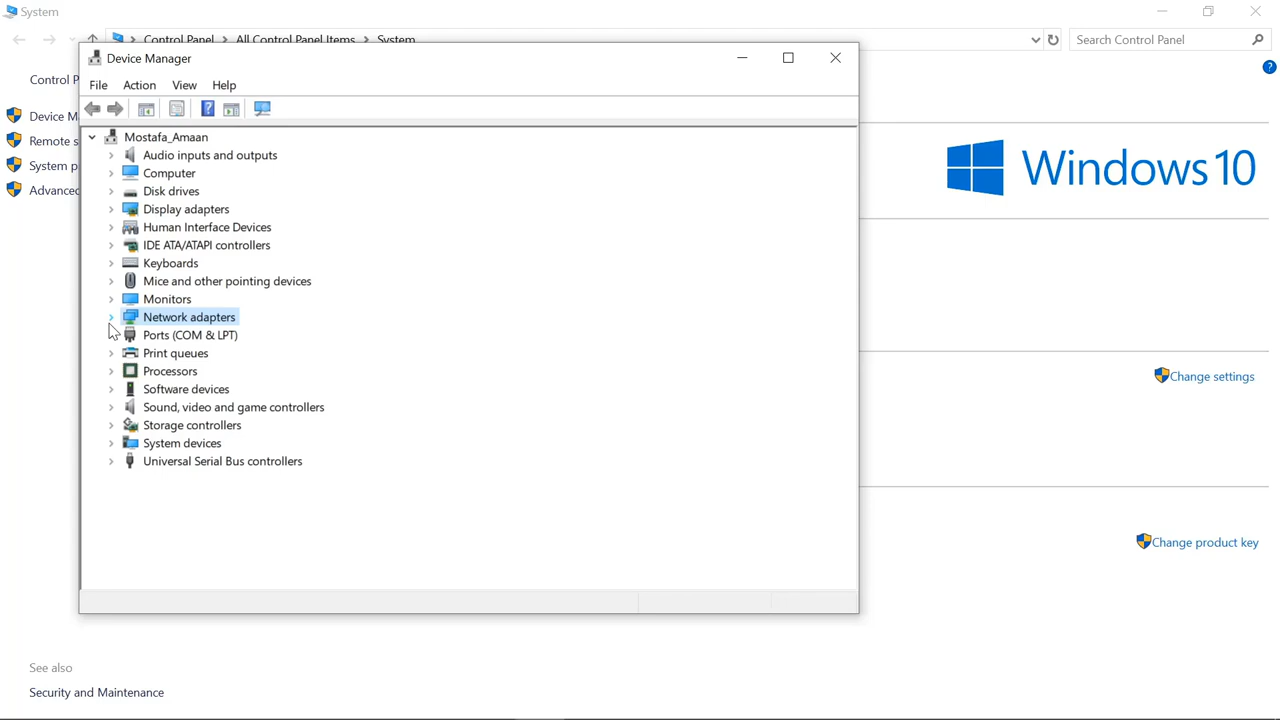 System
Control Panel > All Control Panel Items > System
Search Control Panel
Control P
Device Manager
File Action View Help
Device M
Remote s
System p
Advanced
Mostafa_Amaan
Audio inputs and outputs
Computer
Disk drives
Display adapters
Human Interface Devices
IDE ATA/ATAPI controllers
Keyboards
Mice and other pointing devices
Monitors
Network adapters
Ports (COM & LPT)
Print queues
Processors
Software devices
Sound, video and game controllers
Storage controllers
System devices
Universal Serial Bus controllers
Windows 10
Change settings
Change product key
See also
Security and Maintenance